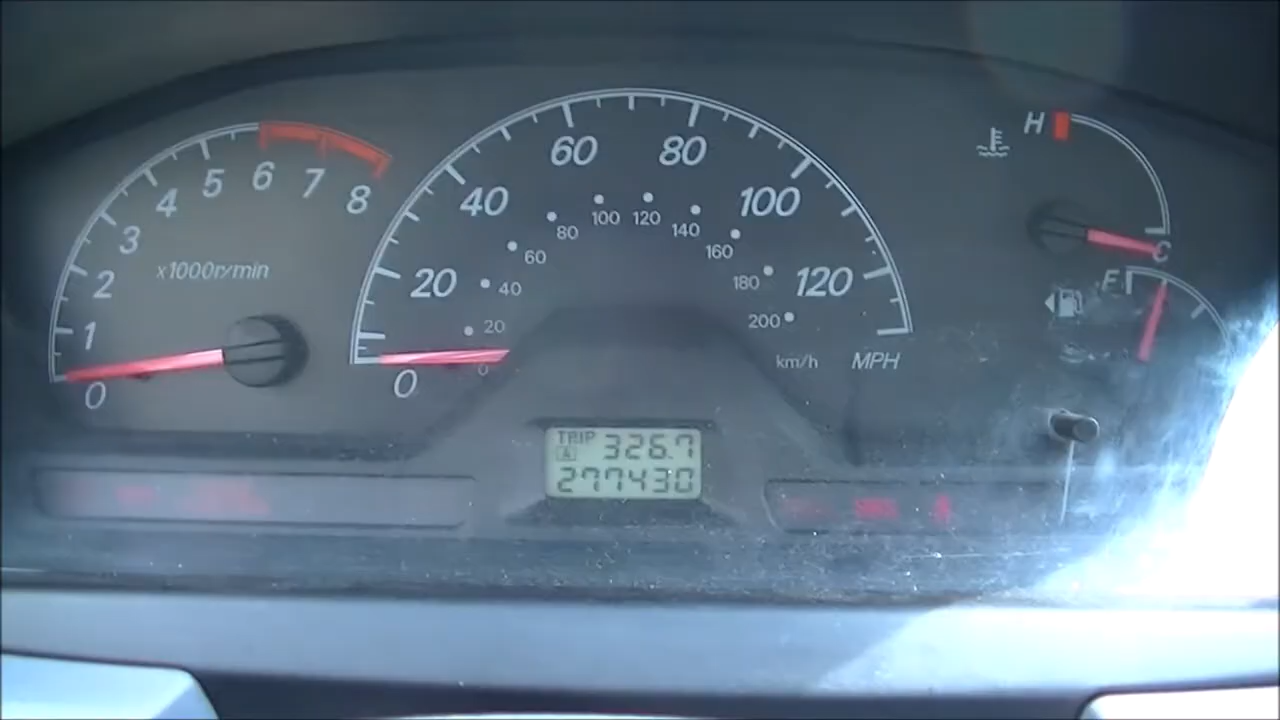 0 1 2 3 4 5 6 7 8
x1000r/min
0 20 40 60 80 100 120
MPH
0 20 40 60 80 100 120 140 160 180 200
km/h
H
C
F
TRIP
A 326.7
277430